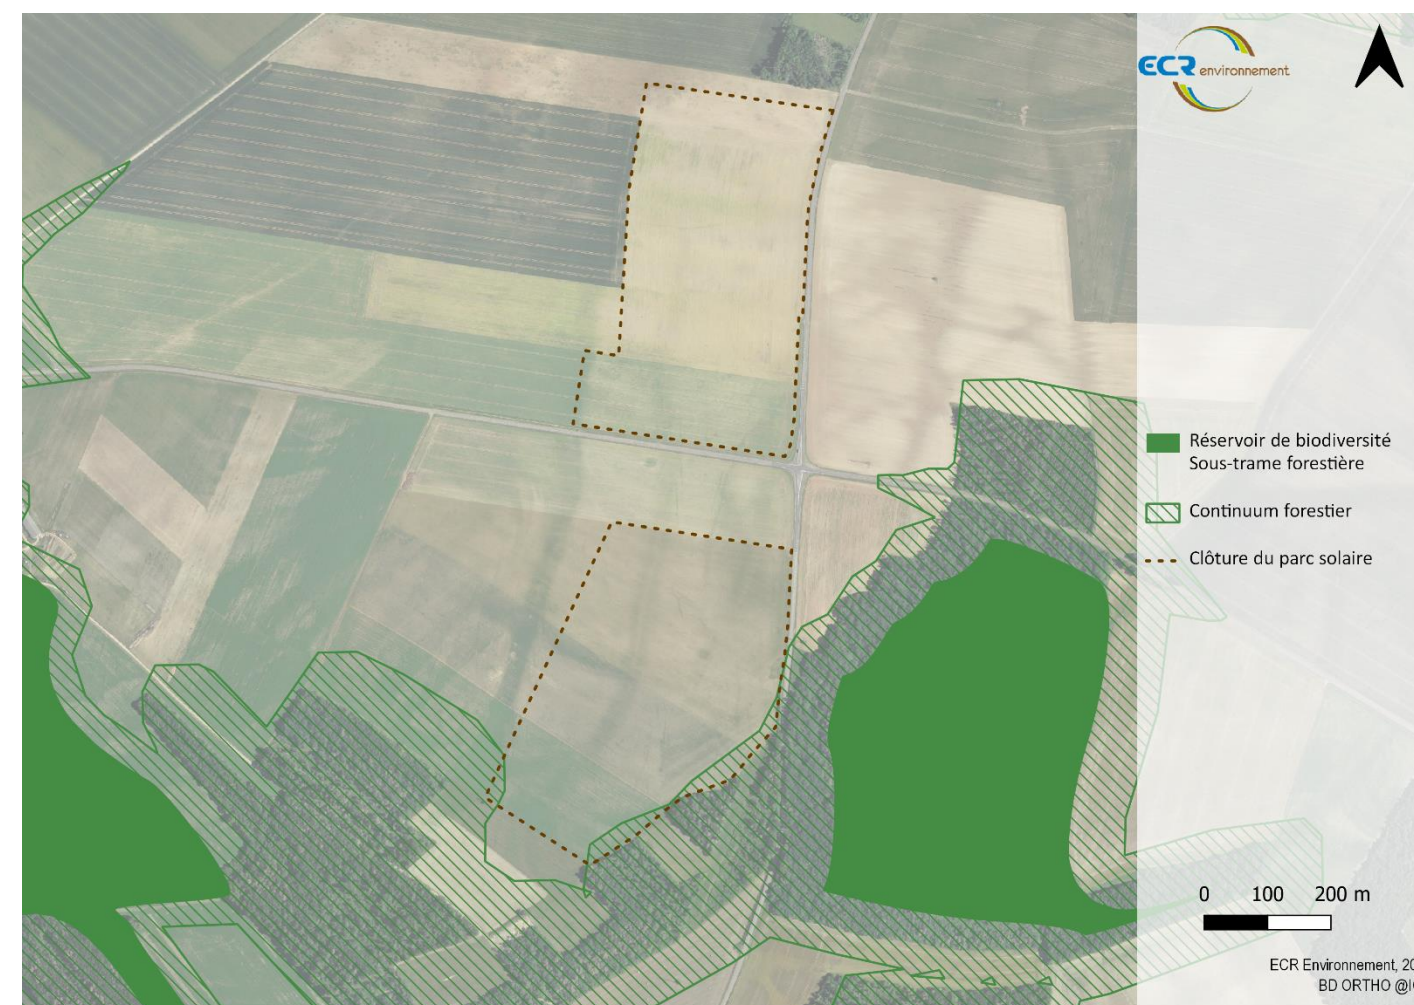 ECR environnement
Réservoir de biodiversité
Sous-trame forestière
Continuum forestier
Clôture du parc solaire
0 100 200 m
ECR Environnement,
BD ORTHO